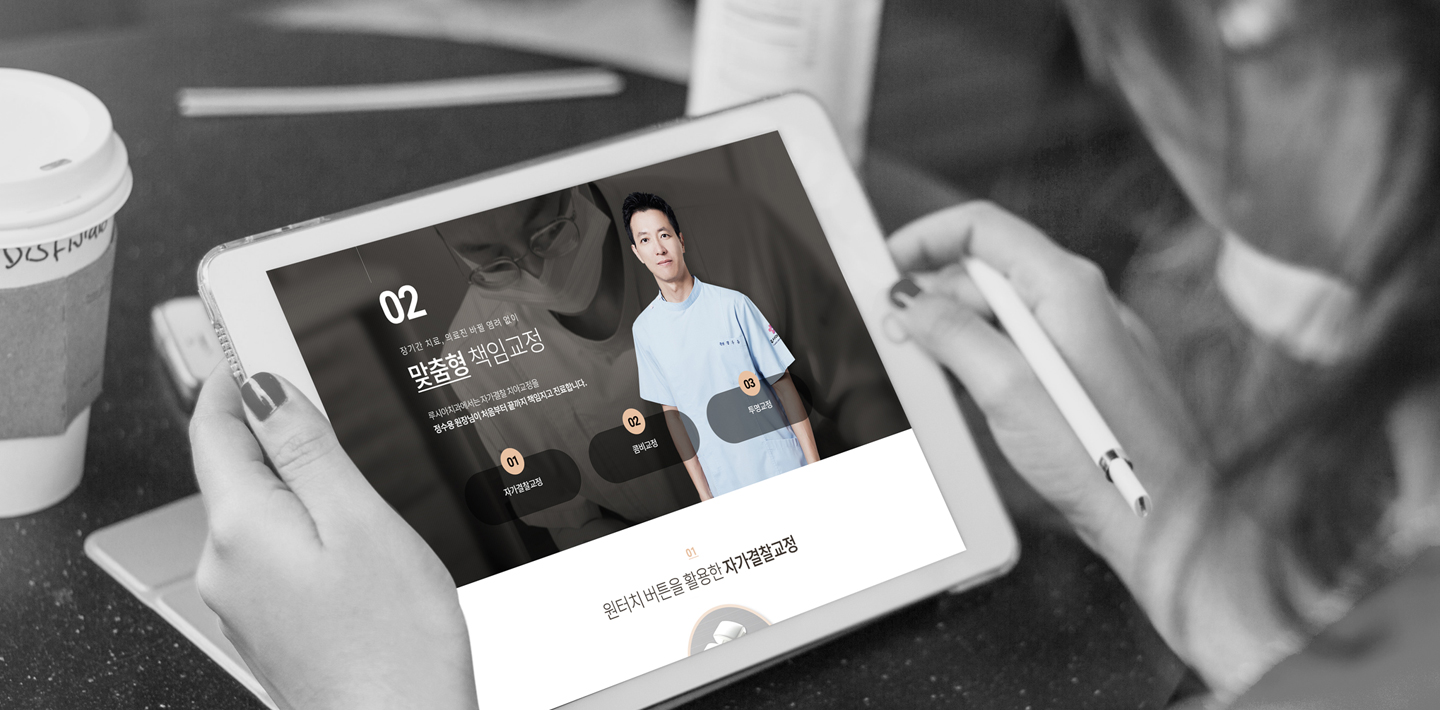 02
장기간 치료, 의료진 바뀔 염려 없이
맞춤형 책임교정
루시아치과에서는 자가결찰 치아교정을
정수용 원장님이 처음부터 끝까지 책임지고 진료합니다.
01
자가결찰교정
02
콤비교정
03
투명교정
01
원터치 버튼을 활용한 자가결찰교정